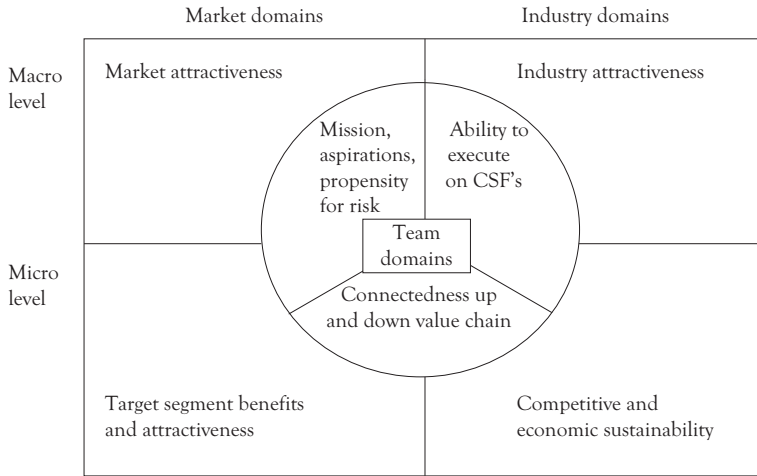 Market domains
Industry domains
Macro
level
Market attractiveness
Industry attractiveness
Mission,
aspirations,
propensity
for risk
Ability to
execute
on CSF's
Team
domains
Micro
level
Connectedness up
and down value chain
Target segment benefits
and attractiveness
Competitive and
economic sustainability